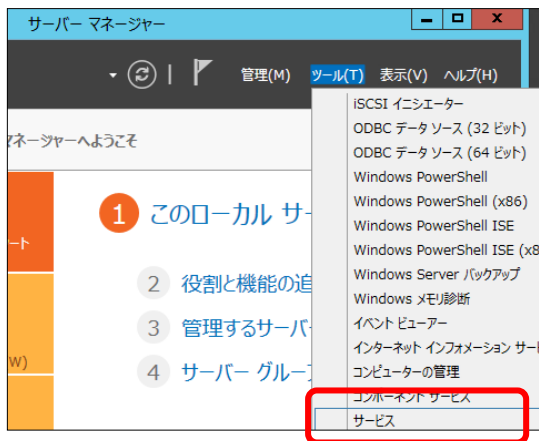 サーバー マネージャー
管理(M) ツール(T) 表示(V) ヘルプ(H)
マネージャーへようこそ
iSCSI イニシエーター
ODBC データ ソース (32 ビット)
ODBC データ ソース (64 ビット)
Windows PowerShell
Windows PowerShell (x86)
Windows PowerShell ISE
Windows PowerShell ISE (x8
Windows Server バックアップ
Windows メモリ診断
イベント ビューアー
インターネット インフォメーション サー
コンピューターの管理
コンポーネント サービス
サービス
1 このローカル サー
2 役割と機能の追
3 管理するサーバー
4 サーバー グルー
ート
W)